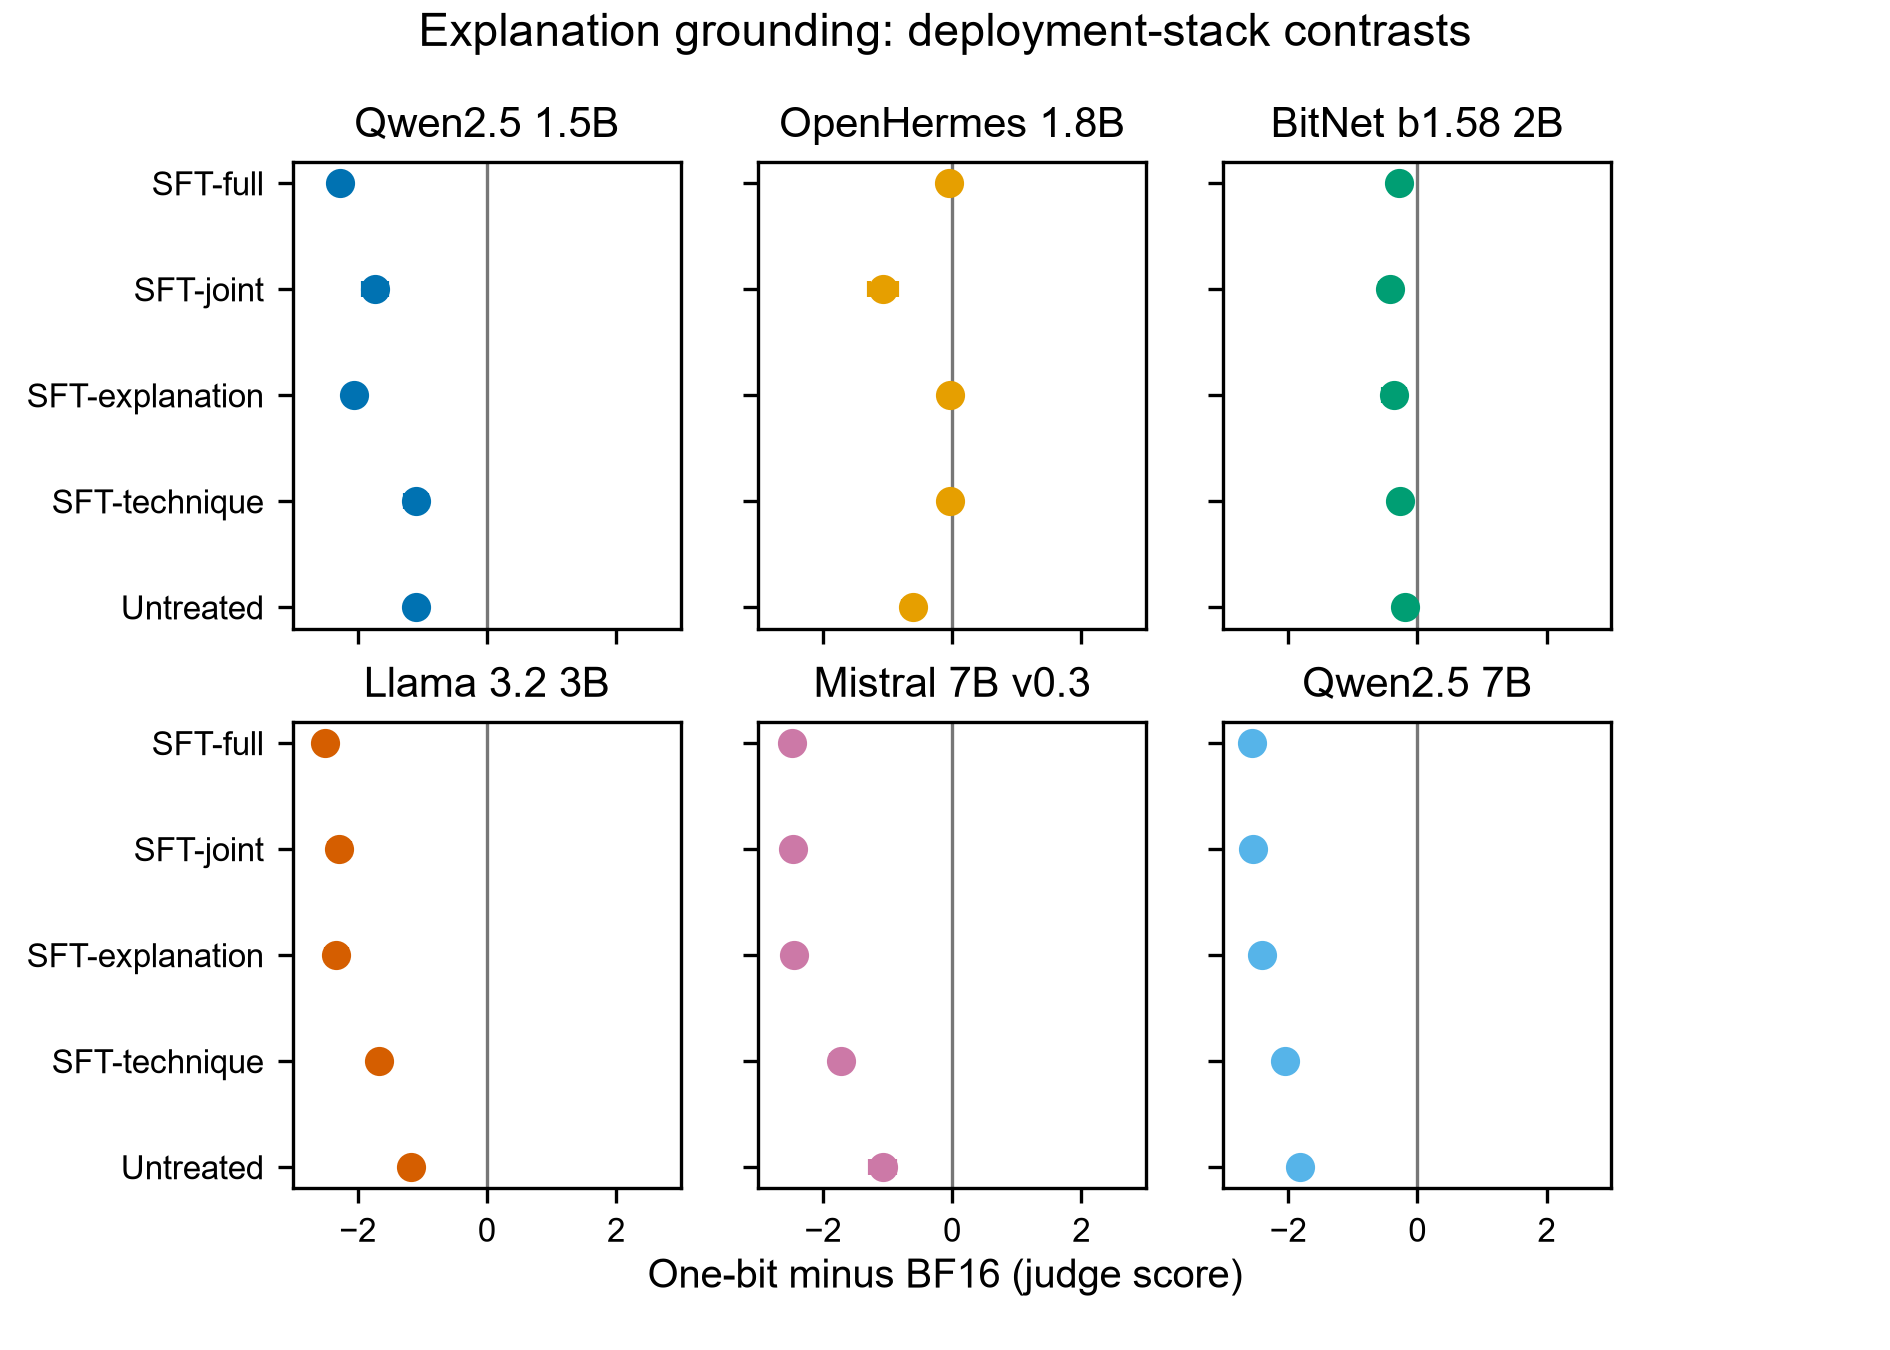 Explanation grounding: deployment-stack contrasts
Qwen2.5 1.5B
OpenHermes 1.8B
BitNet b1.58 2B
SFT-full
SFT-joint
SFT-explanation
SFT-technique
Untreated
Llama 3.2 3B
Mistral 7B v0.3
Qwen2.5 7B
SFT-full
SFT-joint
SFT-explanation
SFT-technique
Untreated
−2 0 2
−2 0 2
−2 0 2
One-bit minus BF16 (judge score)